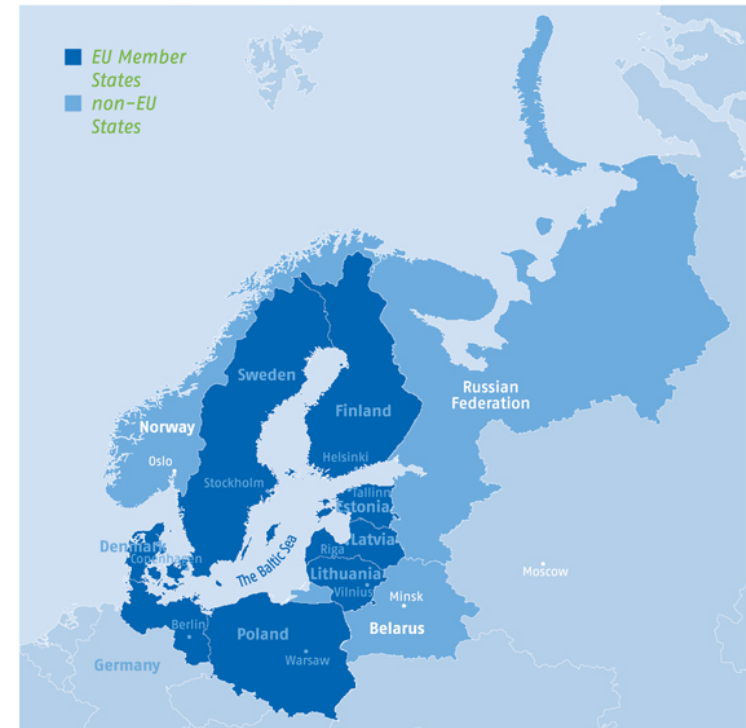 EU Member
States
non-EU
States
Sweden
Finland
Russian
Federation
Norway
Oslo
Helsinki
Stockholm
Tallinn
Estonia
Denmark
Copenhagen
The Baltic Sea
Riga
Latvia
Lithuania
Vilnius
Moscow
Minsk
Belarus
Berlin
Poland
Warsaw
Germany